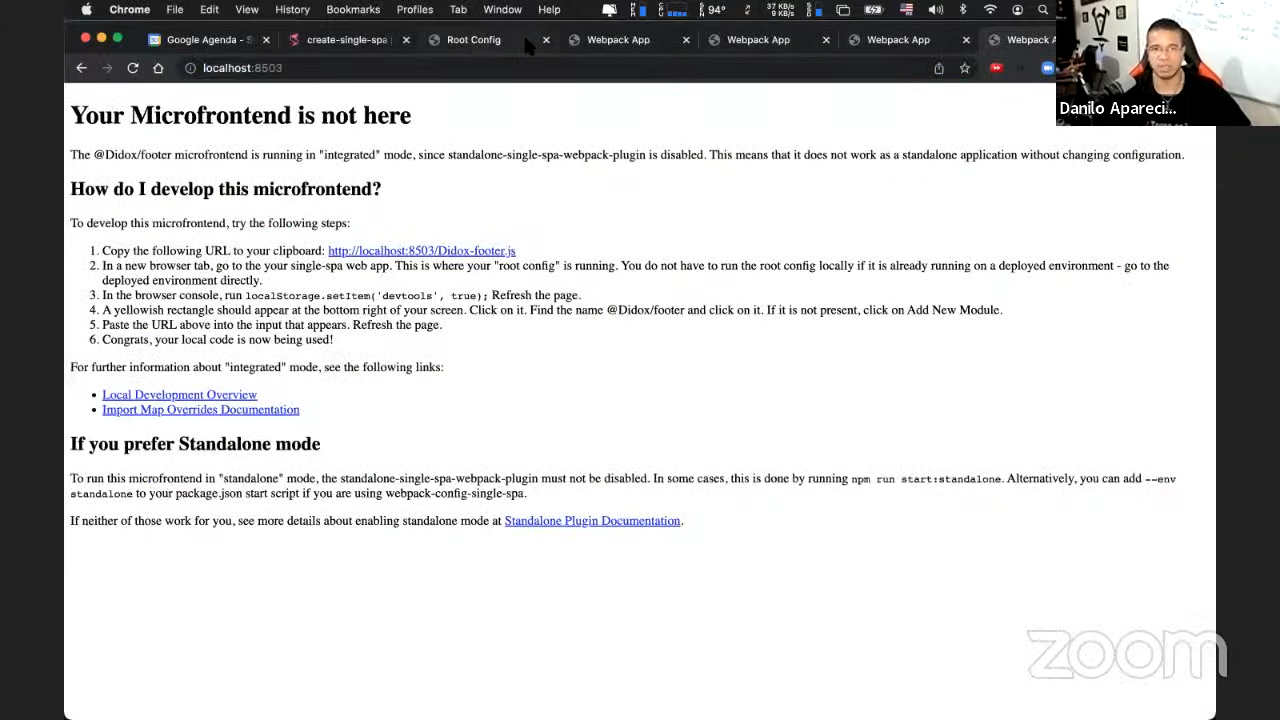 History
Bookmarks
Profiles
Tab
Window
Help
94°
Google Agenda
create-single-spa
Root Config
Webpack App
Webpack App
Webpack A
localhost:8503
Danilo Apareci...
Your Microfrontend is not here
The @Didox/footer microfrontend is running in "integrated" mode, since standalone-single-spa-webpack-plugin is disabled. This means that it does not work as a standalone application without changing configuration.
How do I develop this microfrontend?
To develop this microfrontend, try the following steps:
1. Copy the following URL to your clipboard: http://localhost:8503/Didox-footer.js
2. In a new browser tab, go to the your single-spa web app. This is where your "root config" is running. You do not have to run the root config locally if it is already running on a deployed environment - go to the
deployed environment directly.
3. In the browser console, run localStorage.setItem('devtools', true); Refresh the page.
4. A yellowish rectangle should appear at the bottom right of your screen. Click on it. Find the name @Didox/footer and click on it. If it is not present, click on Add New Module.
5. Paste the URL above into the input that appears. Refresh the page.
6. Congrats, your local code is now being used!
For further information about "integrated" mode, see the following links:
• Local Development Overview
• Import Map Overrides Documentation
If you prefer Standalone mode
To run this microfrontend in "standalone" mode, the standalone-single-spa-webpack-plugin must not be disabled. In some cases, this is done by running npm run start:standalone. Alternatively, you can add --env
standalone to your package.json start script if you are using webpack-config-single-spa.
If neither of those work for you, see more details about enabling standalone mode at Standalone Plugin Documentation.
zoom